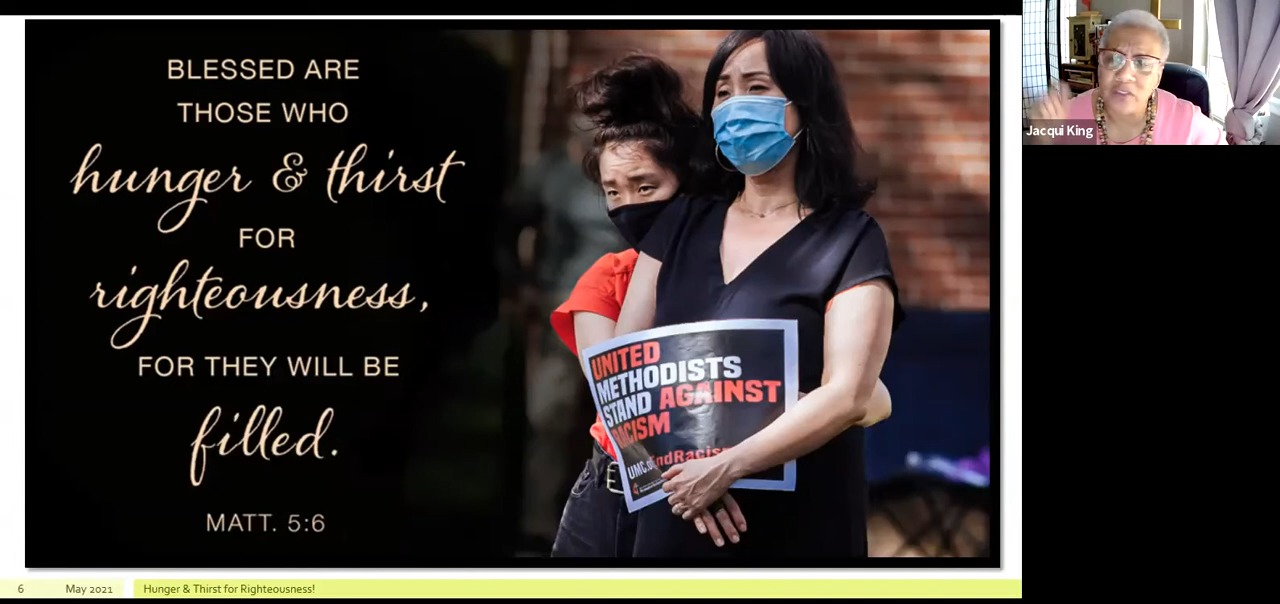 BLESSED ARE
THOSE WHO
hunger & thirst
FOR
righteousness,
FOR THEY WILL BE
filled.
MATT. 5:6
UNITED
METHODISTS
STAND AGAINST
RACISM
Jacqui King
6 May 2021 Hunger & Thirst for Righteousness!